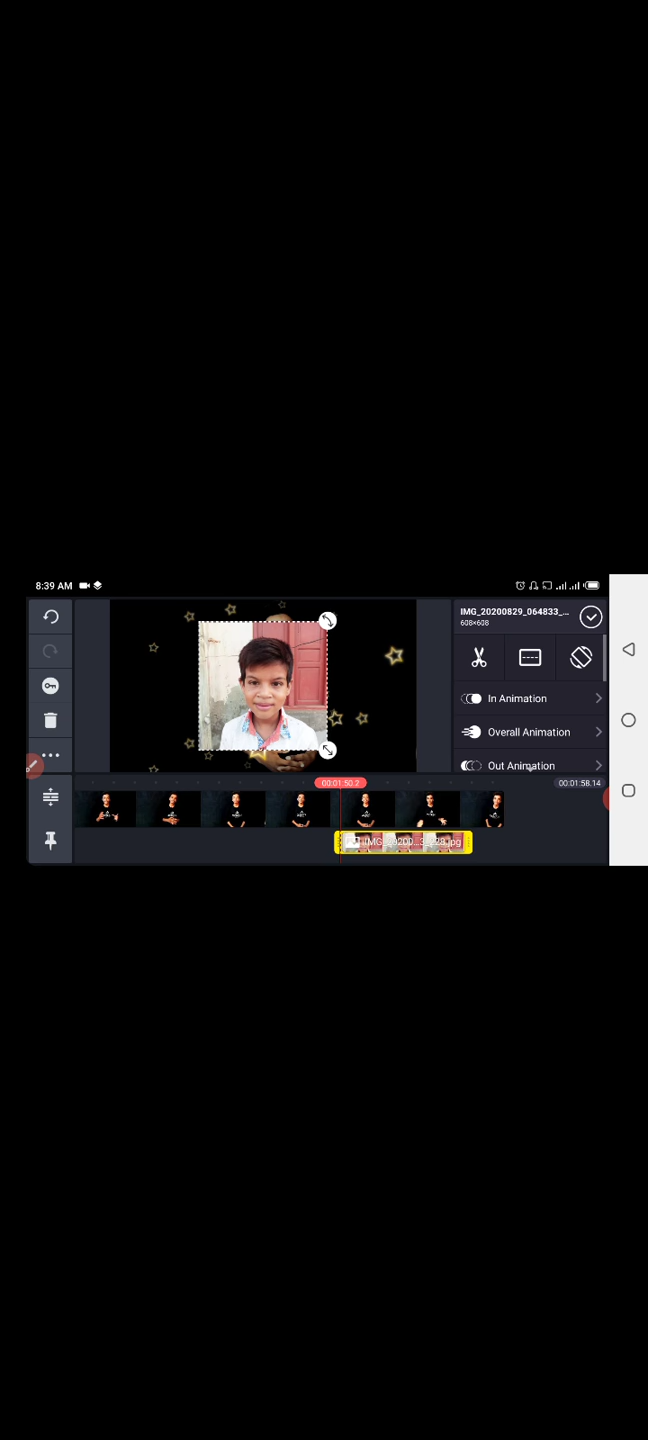 8:39 AM
IMG_20200829_064833_...
608×608
In Animation
Overall Animation
Out Animation
00:01:50.2
00:01:58.14